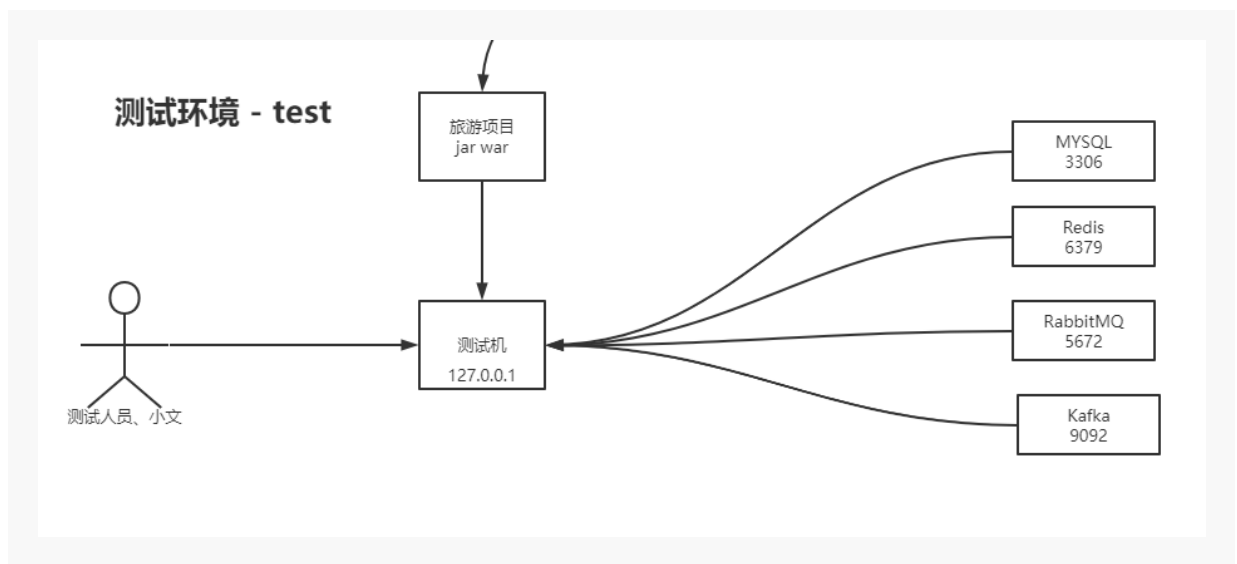 测试环境 - test
旅游项目
jar war
MYSQL
3306
Redis
6379
RabbitMQ
5672
测试机
127.0.0.1
Kafka
9092
测试人员、小文